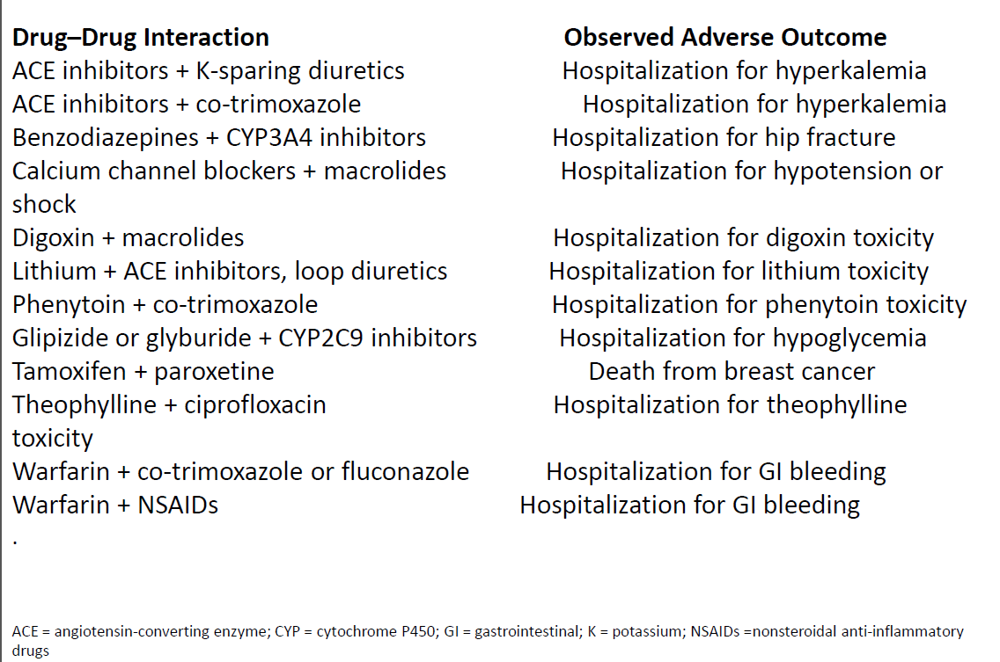 Drug–Drug Interaction Observed Adverse Outcome
ACE inhibitors + K-sparing diuretics Hospitalization for hyperkalemia
ACE inhibitors + co-trimoxazole Hospitalization for hyperkalemia
Benzodiazepines + CYP3A4 inhibitors Hospitalization for hip fracture
Calcium channel blockers + macrolides Hospitalization for hypotension or
shock
Digoxin + macrolides Hospitalization for digoxin toxicity
Lithium + ACE inhibitors, loop diuretics Hospitalization for lithium toxicity
Phenytoin + co-trimoxazole Hospitalization for phenytoin toxicity
Glipizide or glyburide + CYP2C9 inhibitors Hospitalization for hypoglycemia
Tamoxifen + paroxetine Death from breast cancer
Theophylline + ciprofloxacin Hospitalization for theophylline
toxicity
Warfarin + co-trimoxazole or fluconazole Hospitalization for GI bleeding
Warfarin + NSAIDs Hospitalization for GI bleeding
.
ACE = angiotensin-converting enzyme; CYP = cytochrome P450; GI = gastrointestinal; K = potassium; NSAIDs =nonsteroidal anti-inflammatory
drugs